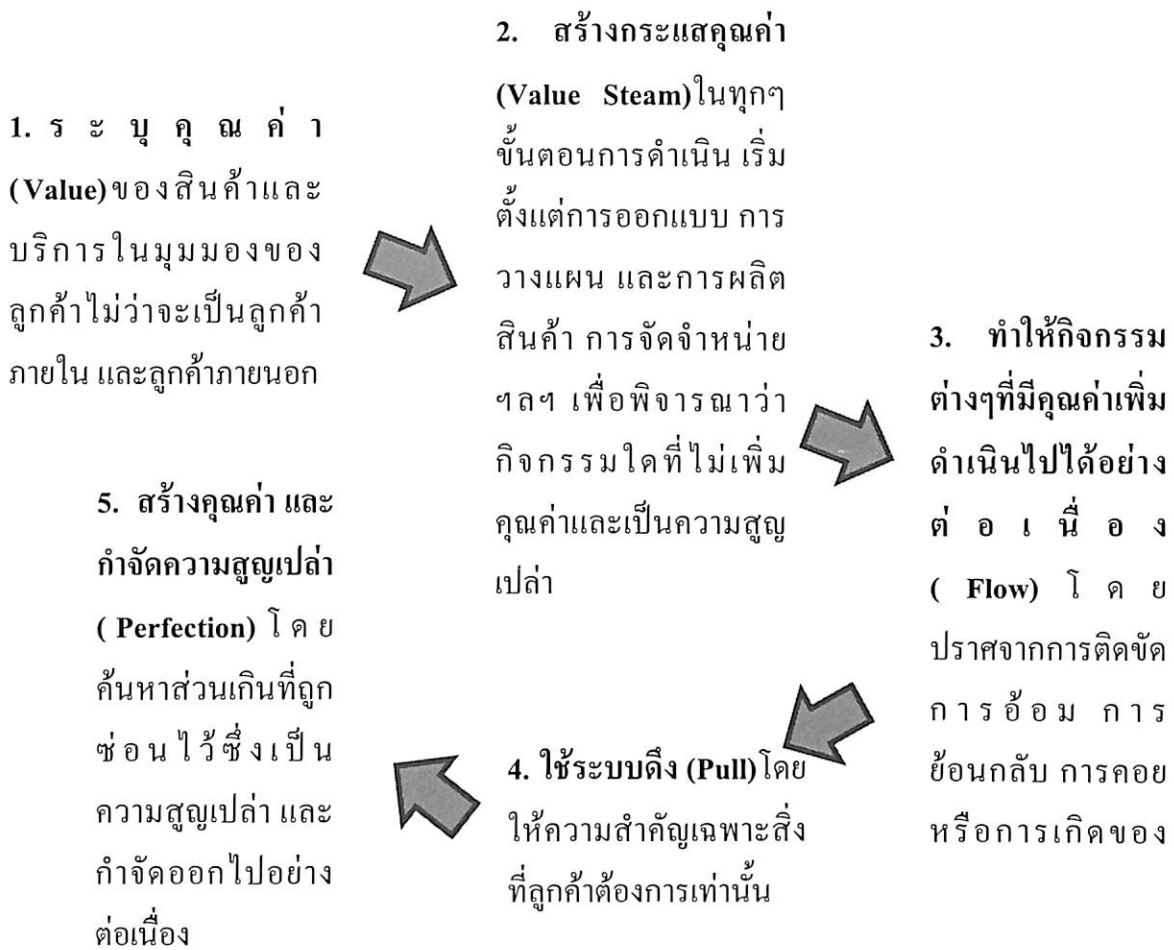 1. ระบุคุณค่า
(Value)ของสินค้าและ
บริการในมุมมองของ
ลูกค้าไม่ว่าจะเป็นลูกค้า
ภายใน และลูกค้าภายนอก
2. สร้างกระแสคุณค่า
(Value Steam)ในทุกๆ
ขั้นตอนการดำเนิน เริ่ม
ตั้งแต่การออกแบบ การ
วางแผน และการผลิต
สินค้า การจัดจำหน่าย
ฯลฯ เพื่อพิจารณาว่า
กิจกรรมใดที่ไม่เพิ่ม
คุณค่าและเป็นความสูญ
เปล่า
3. ทำให้กิจกรรม
ต่างๆที่มีคุณค่าเพิ่ม
ดำเนินไปได้อย่าง
ต่อเนื่อง
( Flow) โดย
ปราศจากการติดขัด
การอ้อม การ
ย้อนกลับ การคอย
หรือการเกิดของ
4. ใช้ระบบดึง (Pull)โดย
ให้ความสำคัญเฉพาะสิ่ง
ที่ลูกค้าต้องการเท่านั้น
5. สร้างคุณค่า และ
กำจัดความสูญเปล่า
( Perfection) โดย
ค้นหาส่วนเกินที่ถูก
ซ่อนไว้ซึ่งเป็น
ความสูญเปล่า และ
กำจัดออกไปอย่าง
ต่อเนื่อง